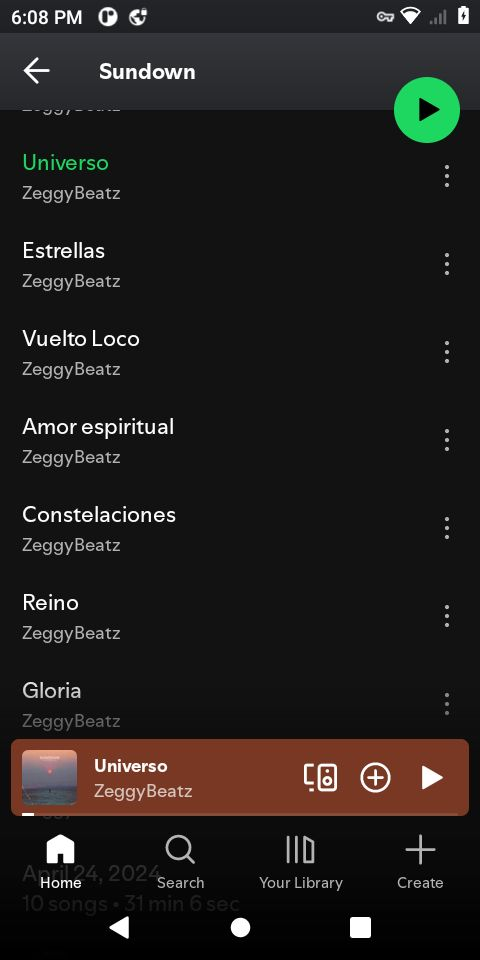 6:08 PM
Sundown
ZeggyBeatz
Universo
ZeggyBeatz
Estrellas
ZeggyBeatz
Vuelto Loco
ZeggyBeatz
Amor espiritual
ZeggyBeatz
Constelaciones
ZeggyBeatz
Reino
ZeggyBeatz
Gloria
ZeggyBeatz
Universo
ZeggyBeatz
April 24, 2024
Home
Search
Your Library
Create
10 songs • 31 min 6 sec